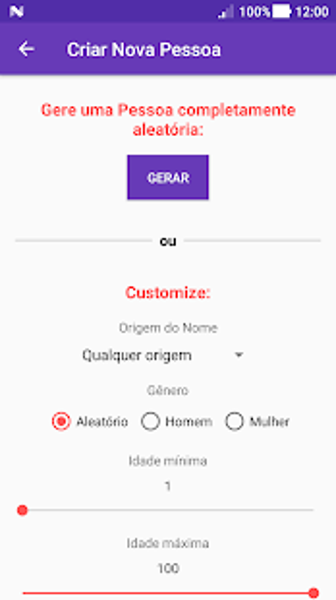 100% 12:00
Criar Nova Pessoa
Gere uma Pessoa completamente
aleatória:
GERAR
ou
Customize:
Origem do Nome
Qualquer origem
Gênero
Aleatório Homem Mulher
Idade mínima
1
Idade máxima
100